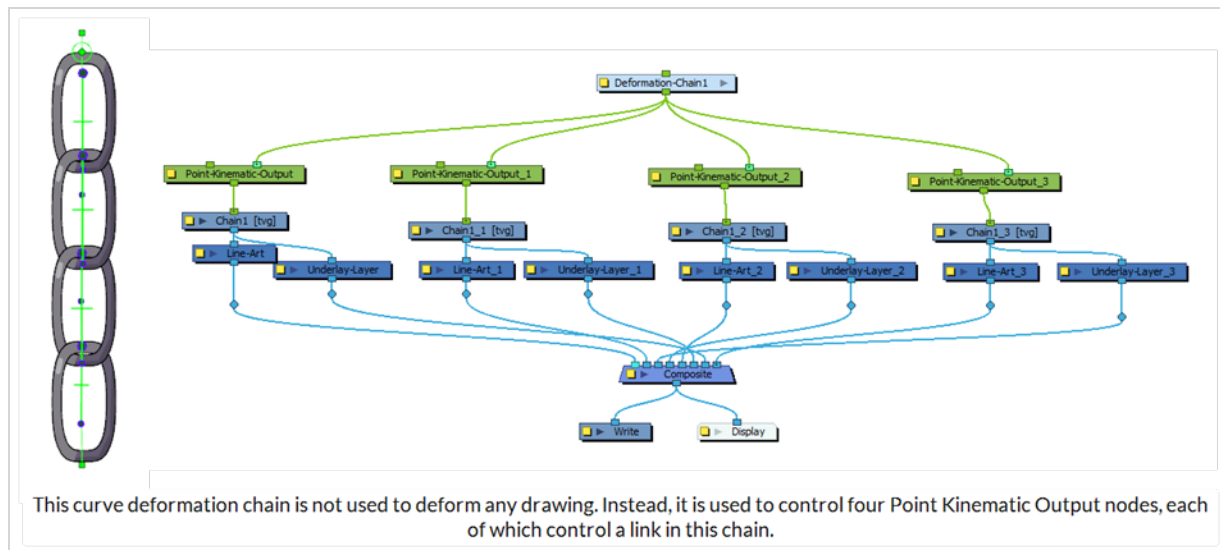 Deformation-Chain1
Point-Kinematic-Output
Point-Kinematic-Output_1
Point-Kinematic-Output_2
Point-Kinematic-Output_3
Chain1 [tvg]
Chain1_1 [tvg]
Chain1_2 [tvg]
Chain1_3 [tvg]
Line-Art
Underlay-Layer
Line-Art_1
Underlay-Layer_1
Line-Art_2
Underlay-Layer_2
Line-Art_3
Underlay-Layer_3
Composite
Write
Display
This curve deformation chain is not used to deform any drawing. Instead, it is used to control four Point Kinematic Output nodes, each
of which control a link in this chain.